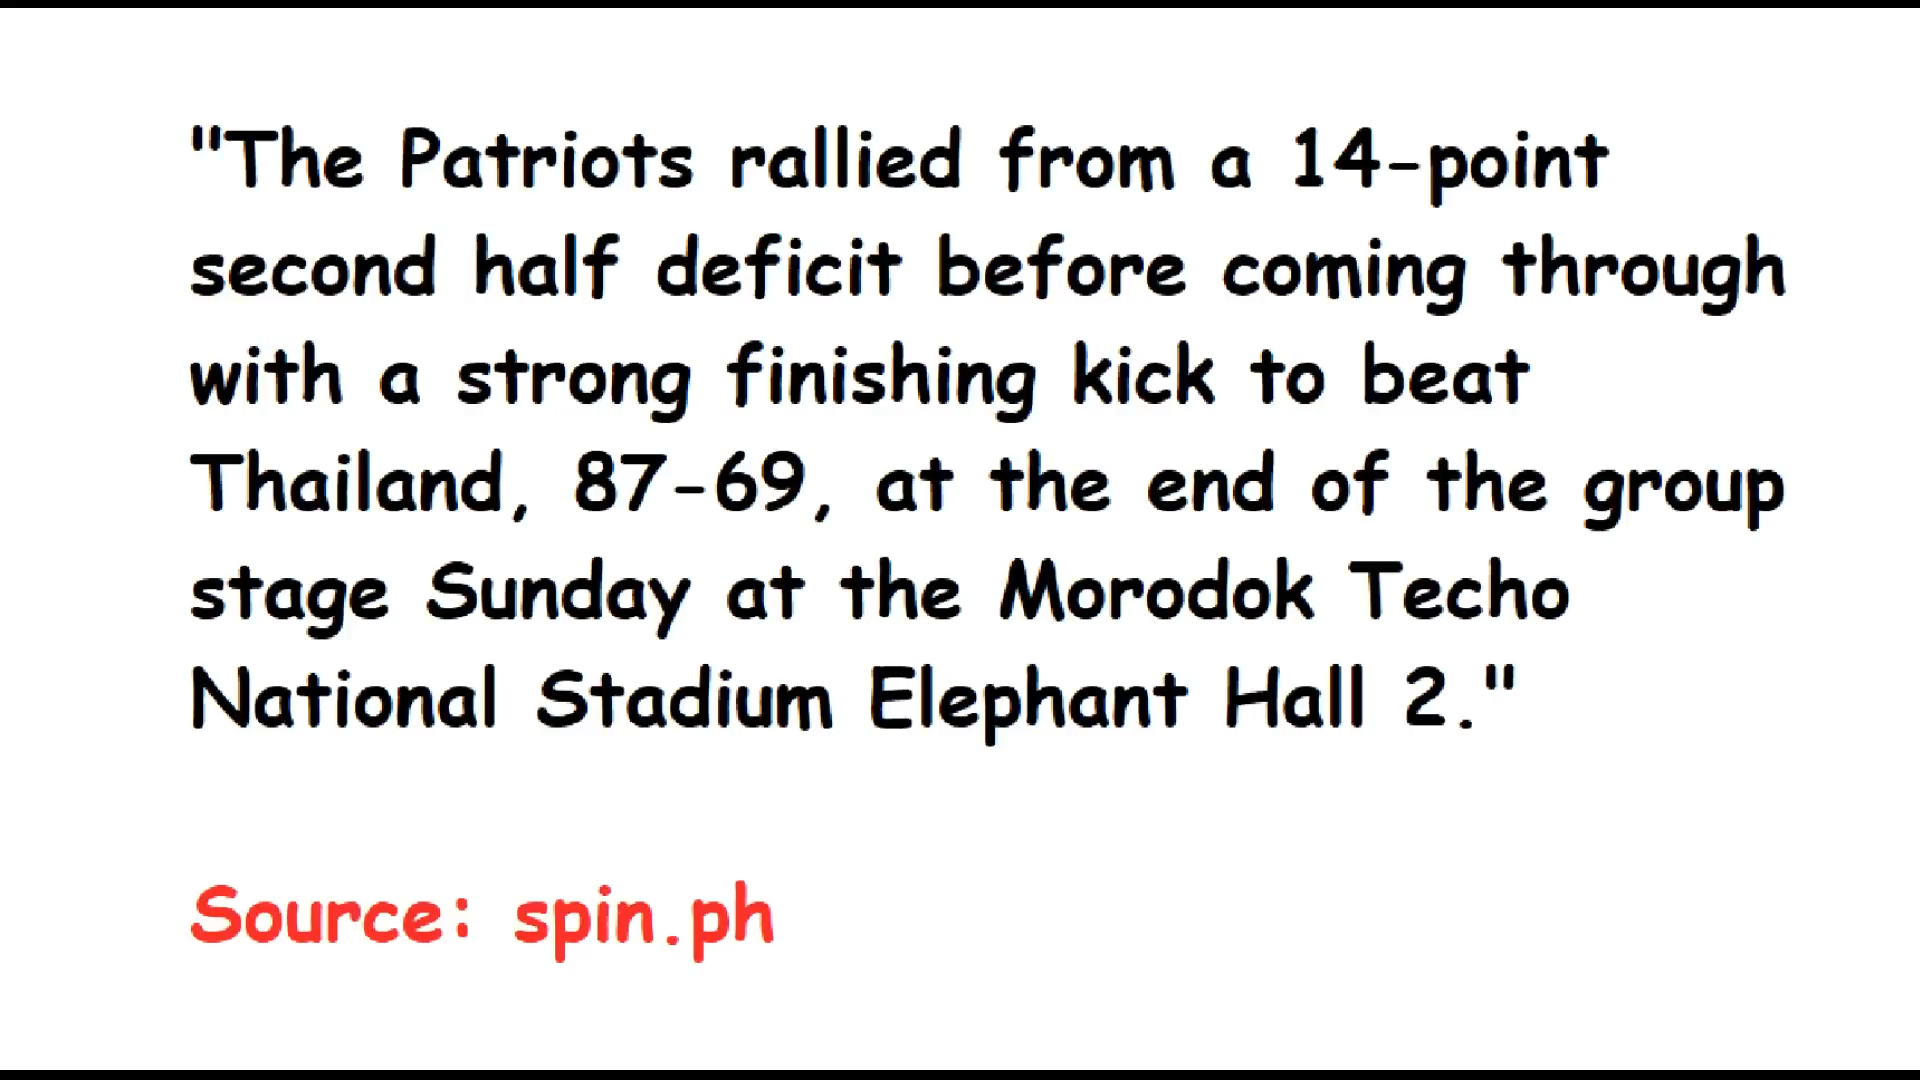 "The Patriots rallied from a 14-point
second half deficit before coming through
with a strong finishing kick to beat
Thailand, 87-69, at the end of the group
stage Sunday at the Morodok Techo
National Stadium Elephant Hall 2."
Source: spin.ph